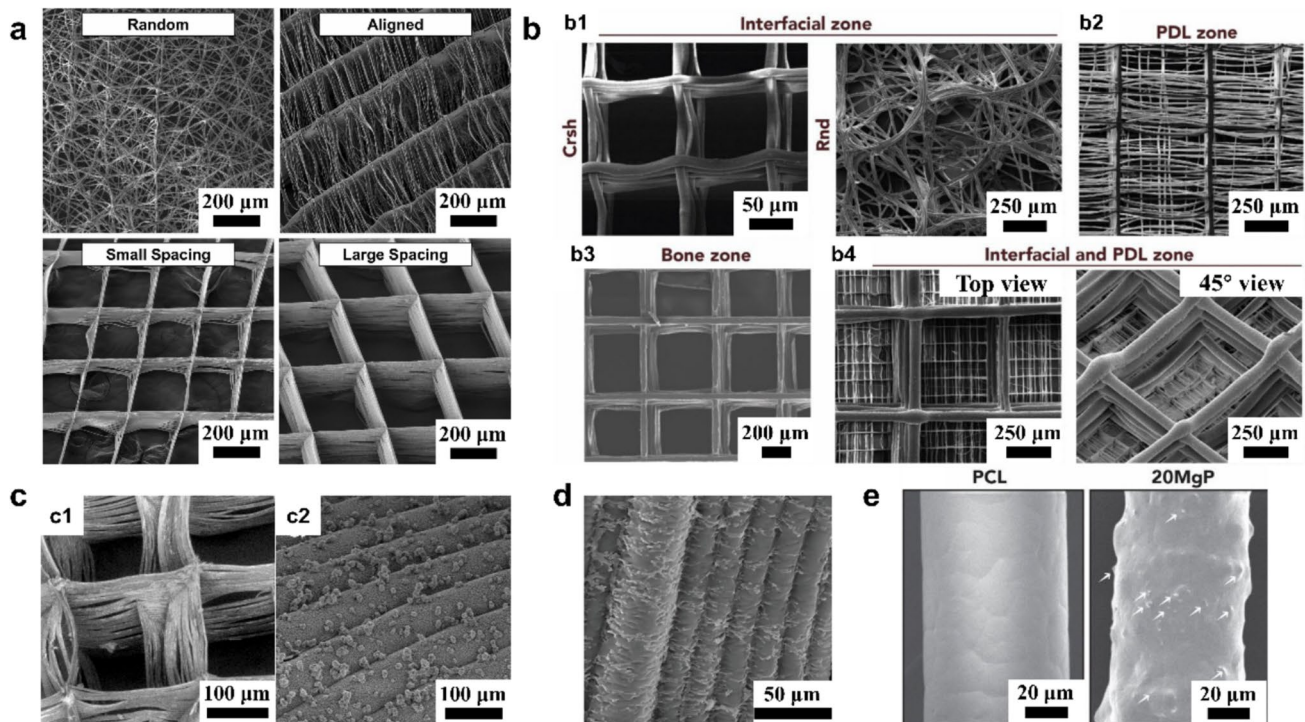 a
Random
200 µm
Aligned
200 µm
Small Spacing
200 µm
Large Spacing
200 µm
b
b1
Interfacial zone
Crsh
50 µm
Rnd
250 µm
b2
PDL zone
250 µm
b3
Bone zone
200 µm
b4
Interfacial and PDL zone
Top view
250 µm
45° view
250 µm
c
c1
100 µm
c2
100 µm
d
50 µm
e
PCL
20 µm
20MgP
20 µm